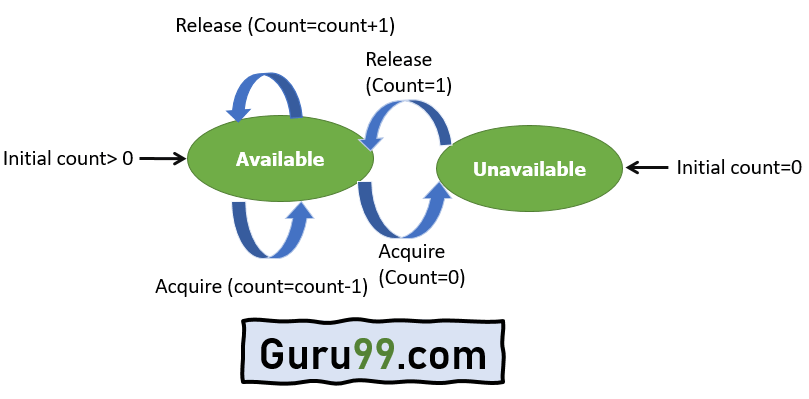 Release (Count=count+1)
Release
(Count=1)
Initial count> 0
Available
Unavailable
Initial count=0
Acquire (count=count-1)
Acquire
(Count=0)
Guru99.com